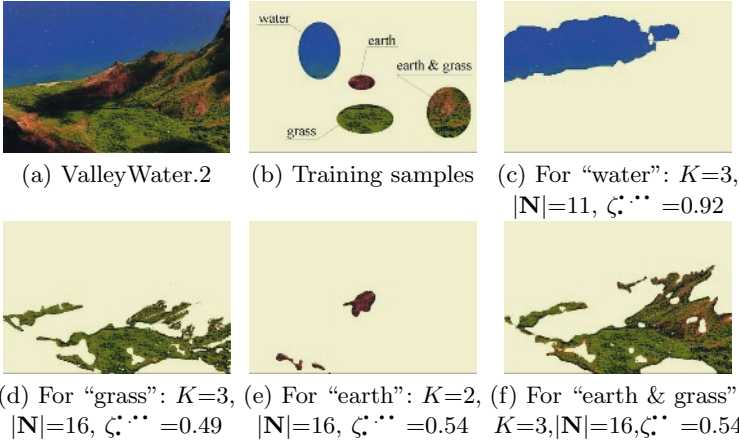 water
earth
earth & grass
grass
(a) ValleyWater.2
(b) Training samples
(c) For “water”: K=3,
|N|=11, ζ =0.92
(d) For “grass”: K=3,
|N|=16, ζ =0.49
(e) For “earth”: K=2,
|N|=16, ζ =0.54
(f) For “earth & grass”
K=3,|N|=16,ζ =0.54